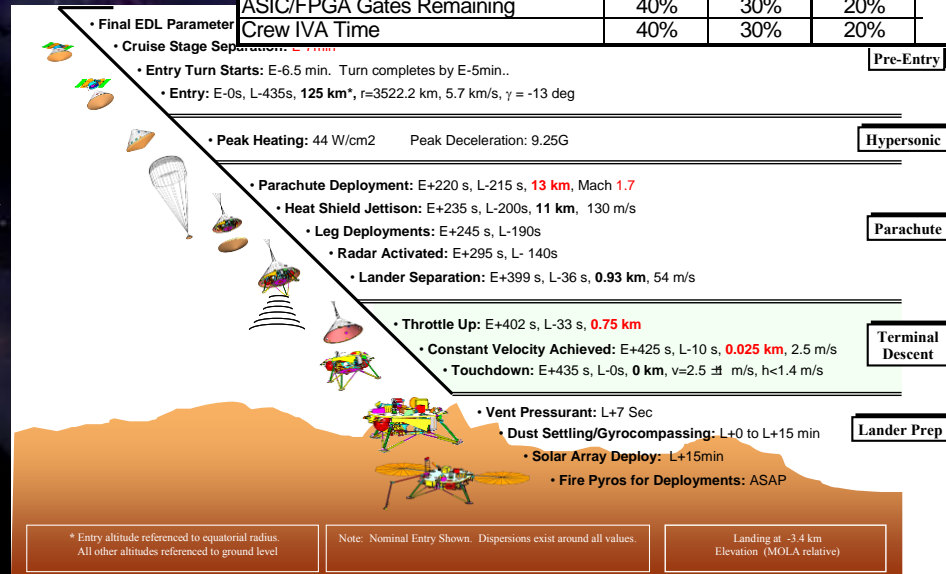 ASIC/FPGA Gates Remaining 40% 30% 20%
Crew IVA Time 40% 30% 20%
• Final EDL Parameter
• Cruise Stage Separation: E-7min
Pre-Entry
• Entry Turn Starts: E-6.5 min. Turn completes by E-5min..
• Entry: E-0s, L-435s, 125 km*, r=3522.2 km, 5.7 km/s, γ = -13 deg
• Peak Heating: 44 W/cm2 Peak Deceleration: 9.25G
Hypersonic
• Parachute Deployment: E+220 s, L-215 s, 13 km, Mach 1.7
• Heat Shield Jettison: E+235 s, L-200s, 11 km, 130 m/s
• Leg Deployments: E+245 s, L-190s
Parachute
• Radar Activated: E+295 s, L- 140s
• Lander Separation: E+399 s, L-36 s, 0.93 km, 54 m/s
• Throttle Up: E+402 s, L-33 s, 0.75 km
• Constant Velocity Achieved: E+425 s, L-10 s, 0.025 km, 2.5 m/s
Terminal
Descent
• Touchdown: E+435 s, L-0s, 0 km, v=2.5 ±1 m/s, h<1.4 m/s
• Vent Pressurant: L+7 Sec
• Dust Settling/Gyrocompassing: L+0 to L+15 min
Lander Prep
• Solar Array Deploy: L+15min
• Fire Pyros for Deployments: ASAP
* Entry altitude referenced to equatorial radius.
All other altitudes referenced to ground level
Note: Nominal Entry Shown. Dispersions exist around all values.
Landing at -3.4 km
Elevation (MOLA relative)